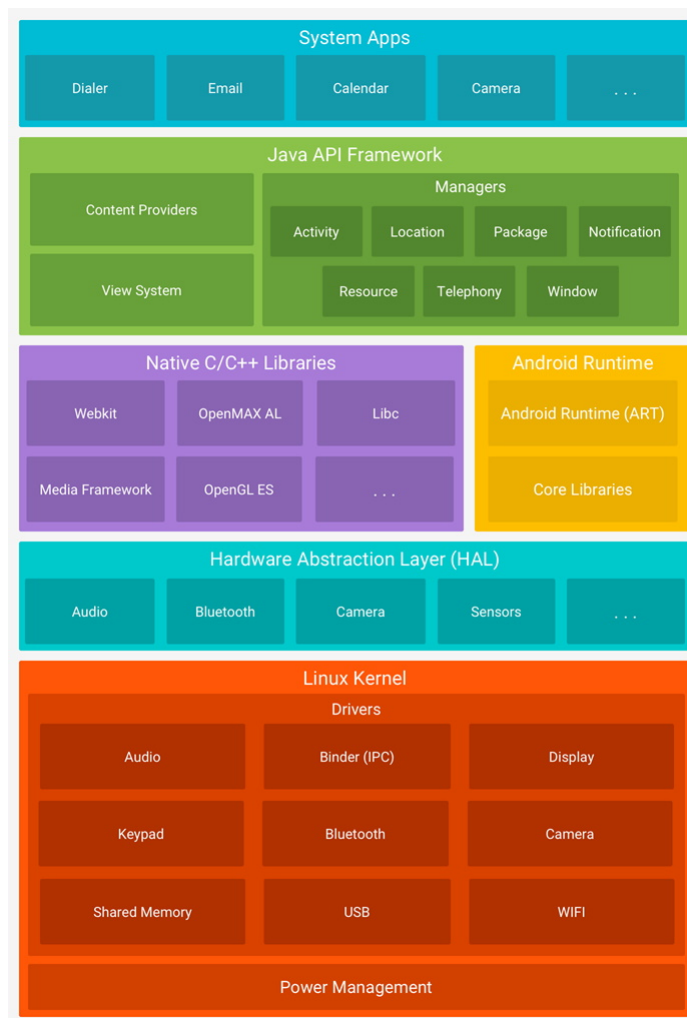 System Apps
Dialer Email Calendar Camera . . .
Java API Framework
Content Providers
View System
Managers
Activity Location Package Notification
Resource Telephony Window
Native C/C++ Libraries
Webkit OpenMAX AL Libc
Media Framework OpenGL ES . . .
Android Runtime
Android Runtime (ART)
Core Libraries
Hardware Abstraction Layer (HAL)
Audio Bluetooth Camera Sensors . . .
Linux Kernel
Drivers
Audio Binder (IPC) Display
Keypad Bluetooth Camera
Shared Memory USB WIFI
Power Management